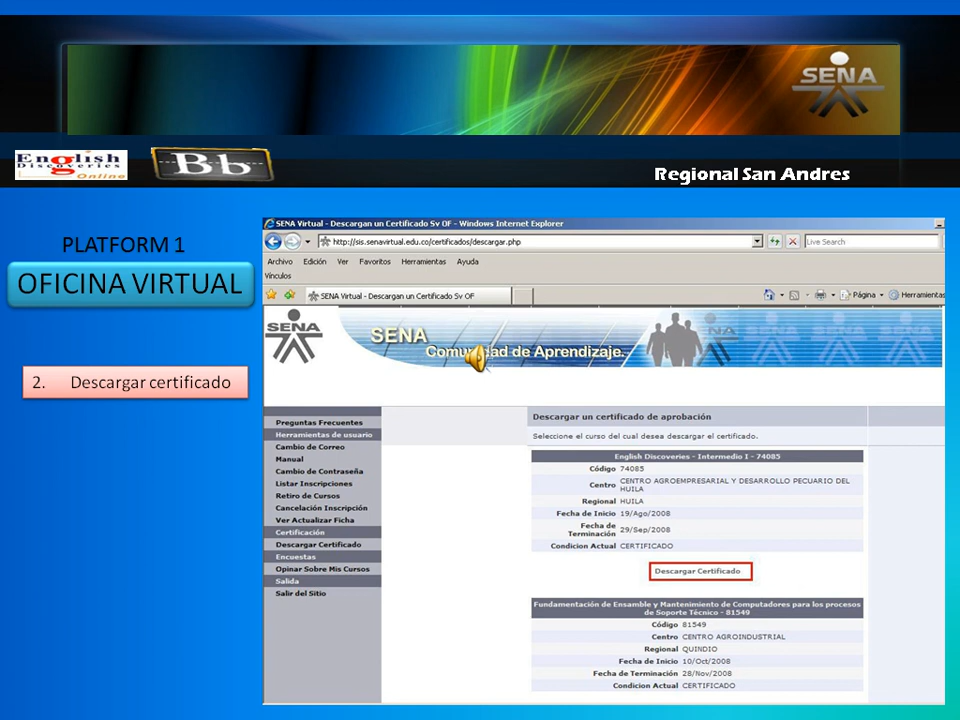 SENA
English
Discoveries
Online
Bb
Regional San Andres
PLATFORM 1
OFICINA VIRTUAL
2. Descargar certificado
SENA Virtual - Descargan un Certificado Sv OF - Windows Internet Explorer
http://sis.senavirtual.edu.co/certificados/descargar.php
Live Search
Archivo Edición Ver Favoritos Herramientas Ayuda
Vínculos
SENA Virtual - Descargan un Certificado Sv OF
Página
Herramientas
SENA
SENA
Comunidad de Aprendizaje.
Preguntas Frecuentes
Herramientas de usuario
Cambio de Correo
Manual
Cambio de Contraseña
Listar Inscripciones
Retiro de Cursos
Cancelación Inscripción
Ver Actualizar Ficha
Certificación
Descargar Certificado
Encuestas
Opinar Sobre Mis Cursos
Salida
Salir del Sitio
Descargar un certificado de aprobación
Seleccione el curso del cual desea descargar el certificado.
English Discoveries - Intermedio I - 74085
Código 74085
Centro CENTRO AGROEMPRESARIAL Y DESARROLLO PECUARIO DEL
HUILA
Regional HUILA
Fecha de Inicio 19/Ago/2008
Fecha de
Terminación 29/Sep/2008
Condicion Actual CERTIFICADO
Descargar Certificado
Fundamentación de Ensamble y Mantenimiento de Computadores para los procesos
de Soporte Técnico - 81549
Código 81549
Centro CENTRO AGROINDUSTRIAL
Regional QUINDIO
Fecha de Inicio 10/Oct/2008
Fecha de Terminación 28/Nov/2008
Condicion Actual CERTIFICADO